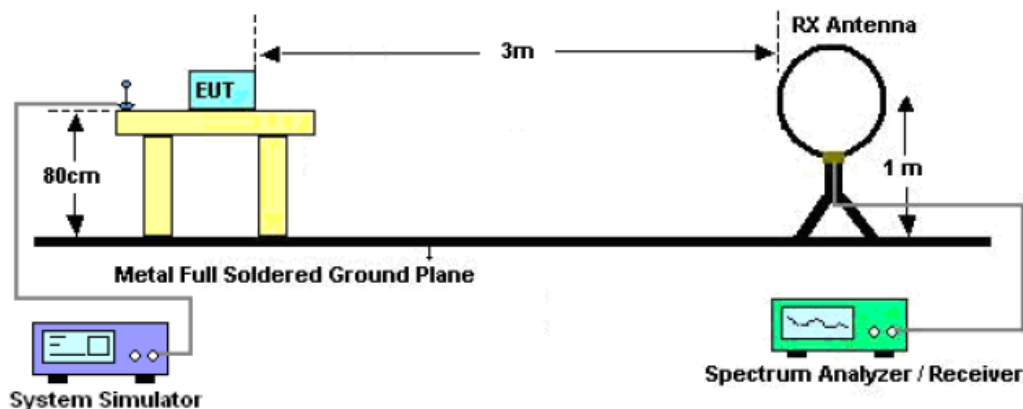 RX Antenna
3m
EUT
80cm
1 m
Metal Full Soldered Ground Plane
System Simulator
Spectrum Analyzer / Receiver